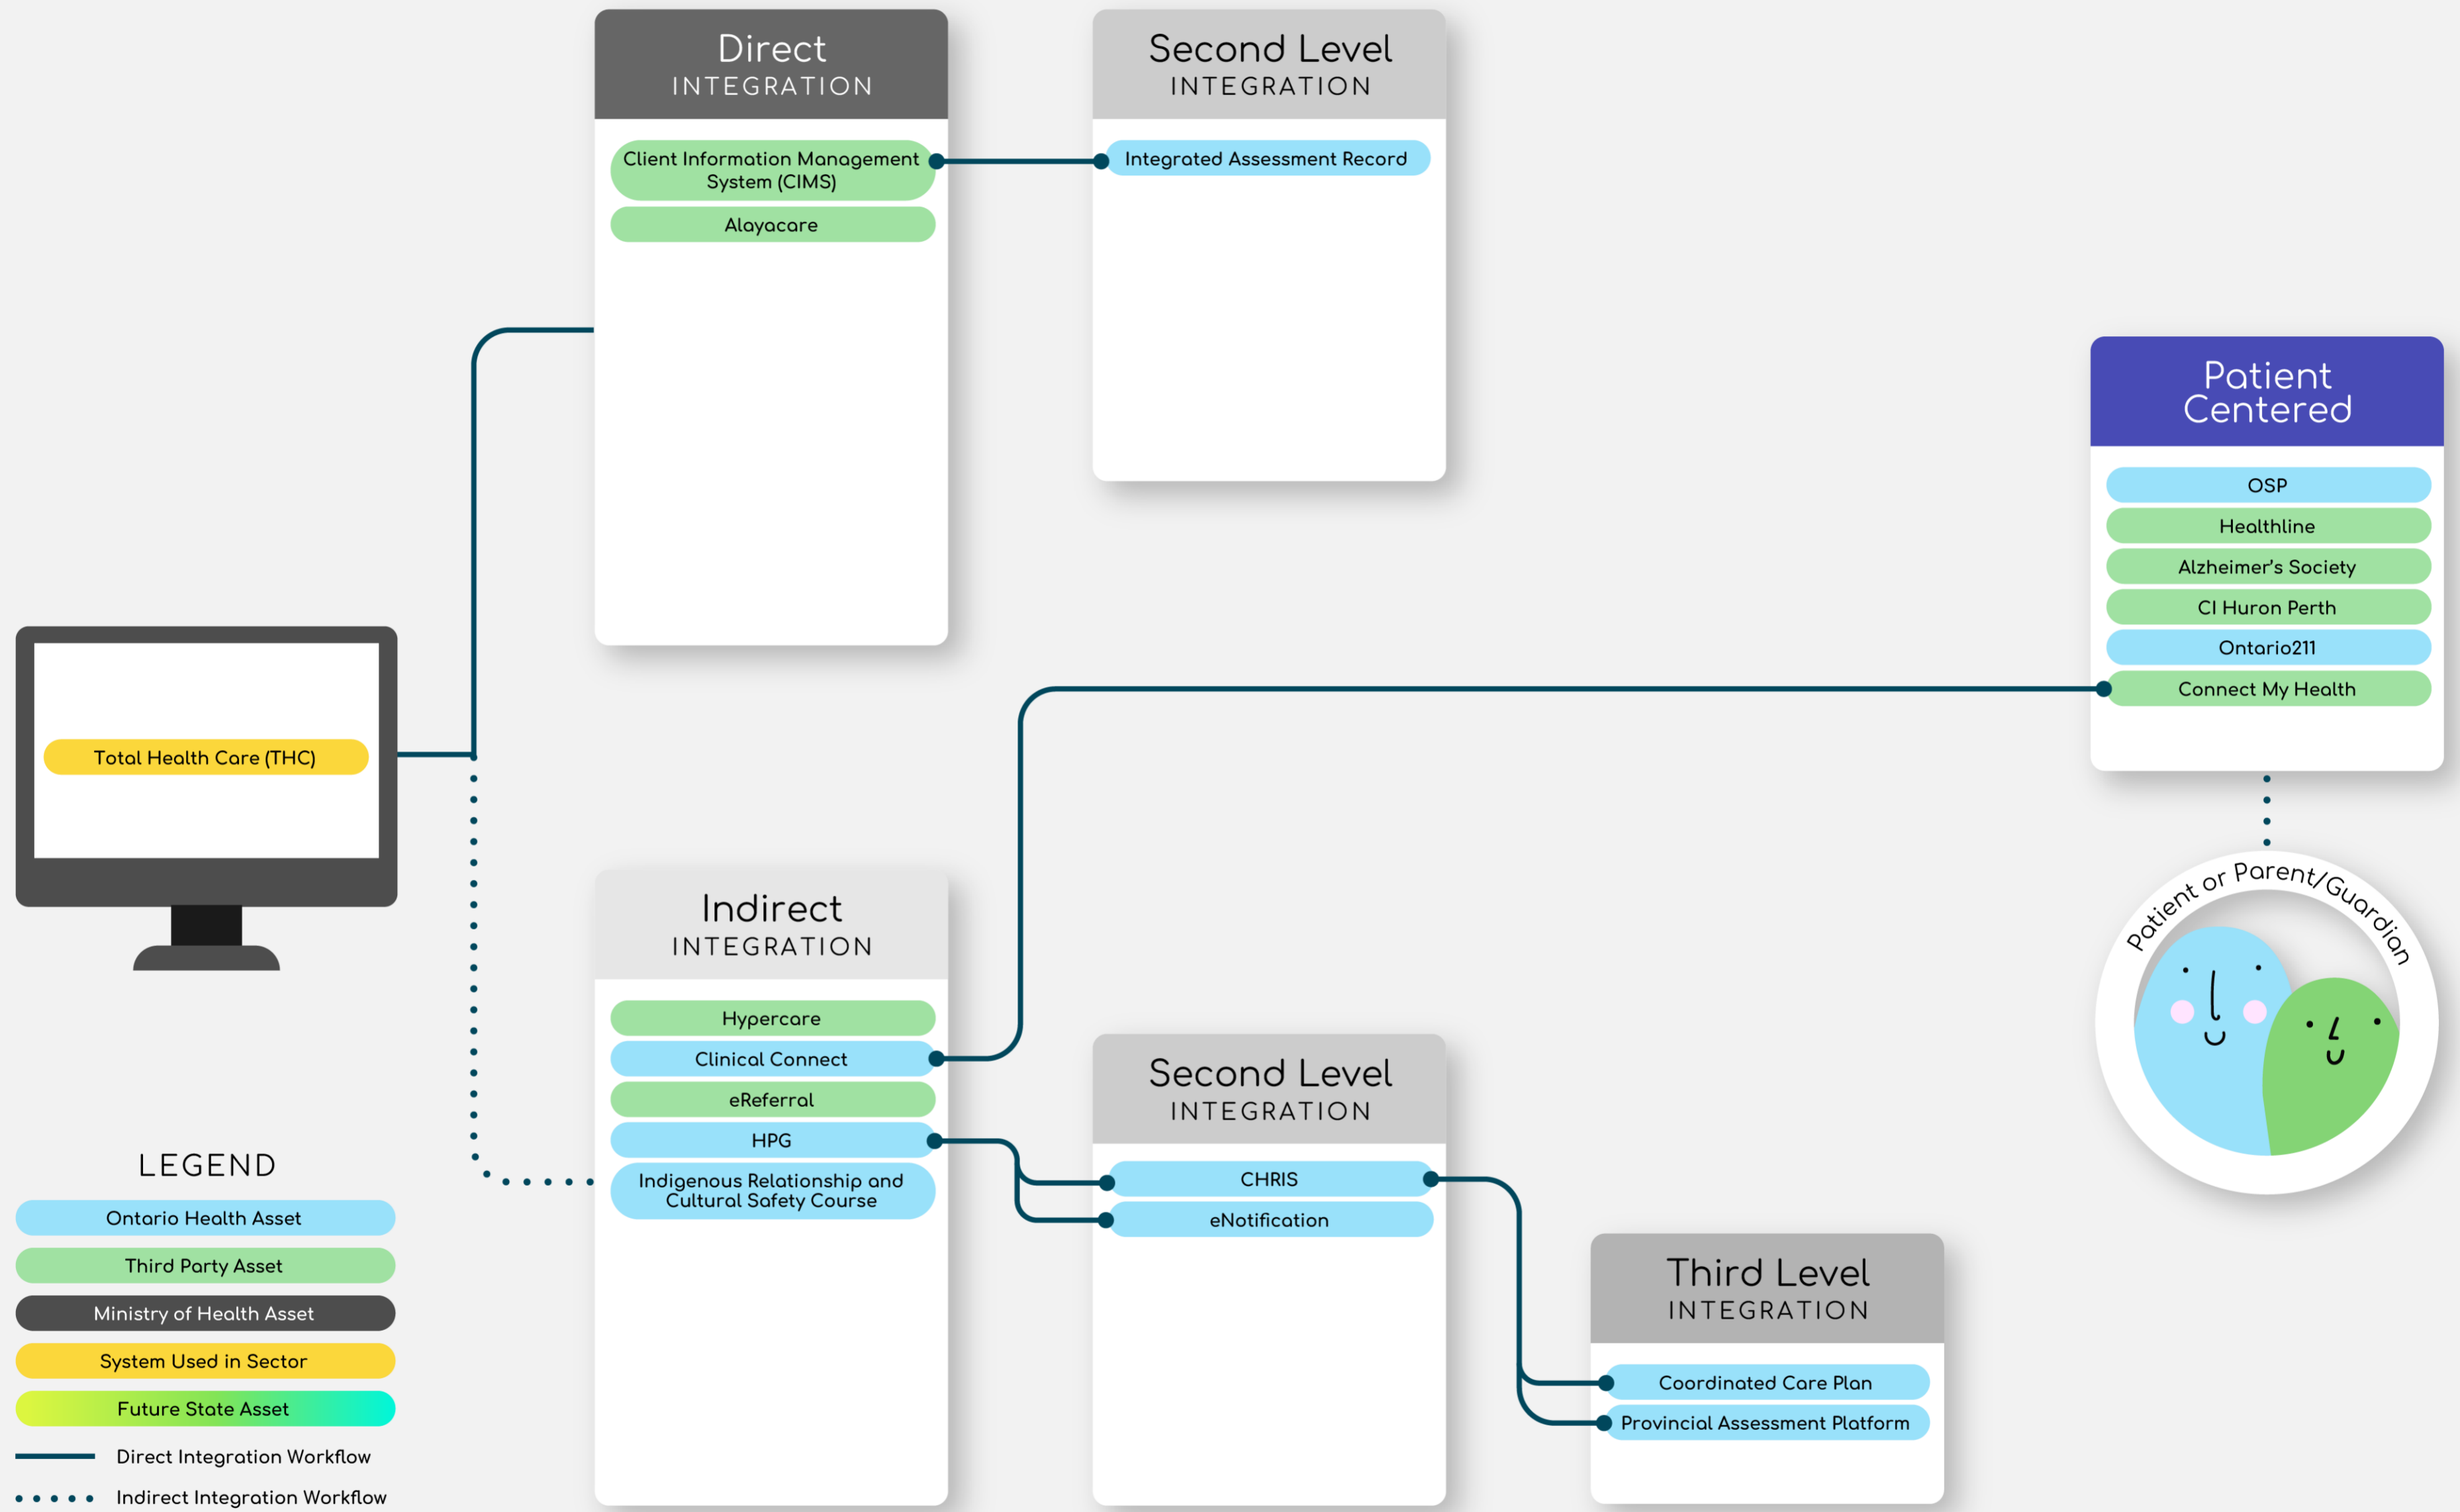 Direct
INTEGRATION
Client Information Management
System (CIMS)
Alayacare
Second Level
INTEGRATION
Integrated Assessment Record
Patient
Centered
OSP
Healthline
Alzheimer's Society
CI Huron Perth
Ontario211
Connect My Health
Patient or Parent/Guardian
Total Health Care (THC)
Indirect
INTEGRATION
Hypercare
Clinical Connect
eReferral
HPG
Indigenous Relationship and
Cultural Safety Course
Second Level
INTEGRATION
CHRIS
eNotification
Third Level
INTEGRATION
Coordinated Care Plan
Provincial Assessment Platform
LEGEND
Ontario Health Asset
Third Party Asset
Ministry of Health Asset
System Used in Sector
Future State Asset
Direct Integration Workflow
Indirect Integration Workflow